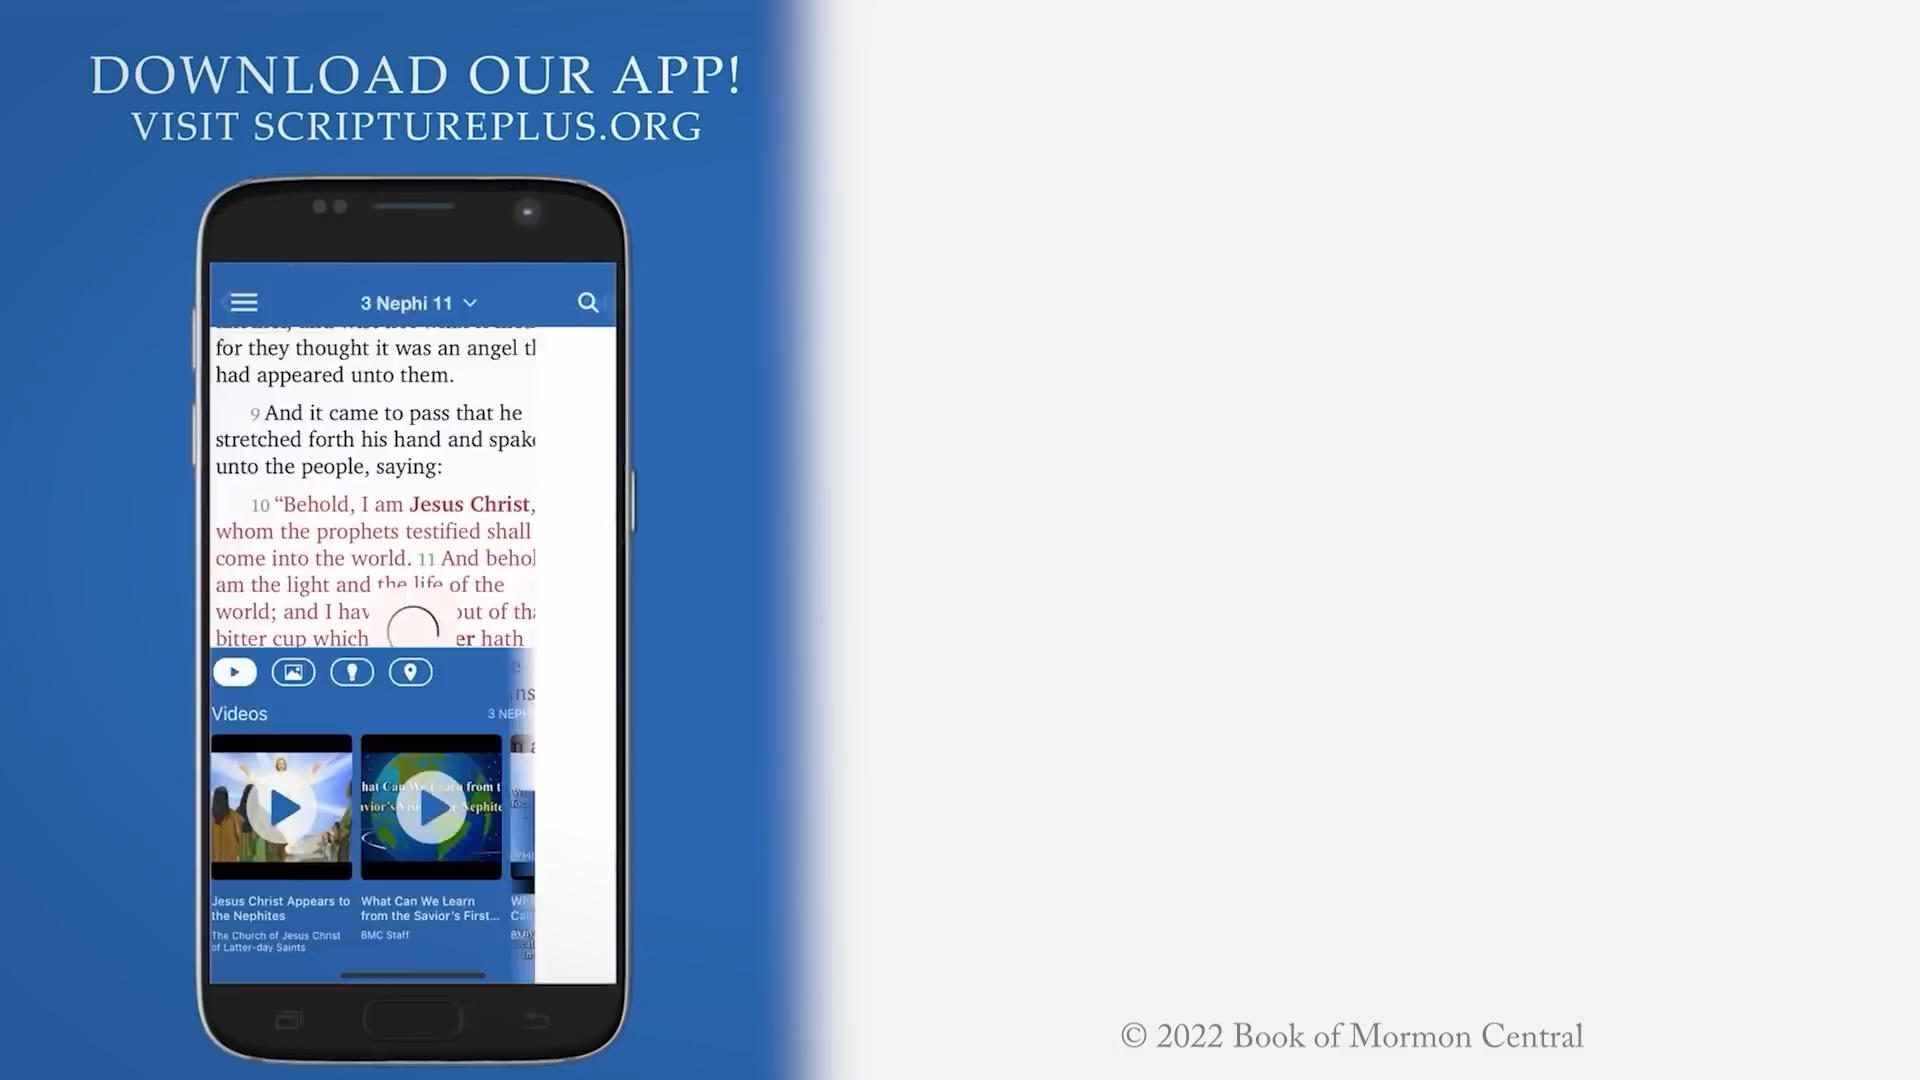 DOWNLOAD OUR APP!
VISIT SCRIPTUREPLUS.ORG
3 Nephi 11
for they thought it was an angel
had appeared unto them.
9 And it came to pass that he
stretched forth his hand and
unto the people, saying:
10 “Behold, I am Jesus Christ,
whom the prophets testified shall
come into the world. 11 And
am the light and the life of the
world; and I out of
bitter cup which hath
Videos
3
from
Jesus Christ Appears to
the Nephites
The Church of Jesus Christ
of Latter-day Saints
What Can We Learn
from the Savior's First...
BMC Staff
© 2022 Book of Mormon Central